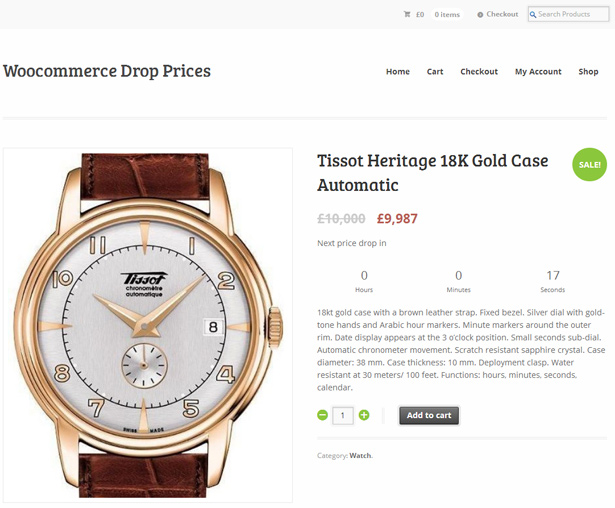 £0 0 items Checkout Search Products
Woocommerce Drop Prices
Home Cart Checkout My Account Shop
Tissot Heritage 18K Gold Case
Automatic
SALE!
£10,000 £9,987
Next price drop in
0 0 17
Hours Minutes Seconds
18kt gold case with a brown leather strap. Fixed bezel. Silver dial with gold-
tone hands and Arabic hour markers. Minute markers around the outer
rim. Date display appears at the 3 o'clock position. Small seconds sub-dial.
Automatic chronometer movement. Scratch resistant sapphire crystal. Case
diameter: 38 mm. Case thickness: 10 mm. Deployment clasp. Water
resistant at 30 meters/ 100 feet. Functions: hours, minutes, seconds,
calendar.
1 Add to cart
Category: Watch.
11 1
10 2
Tissot
chronomètre
automatique
8
8 4
7 5
SWISS MADE